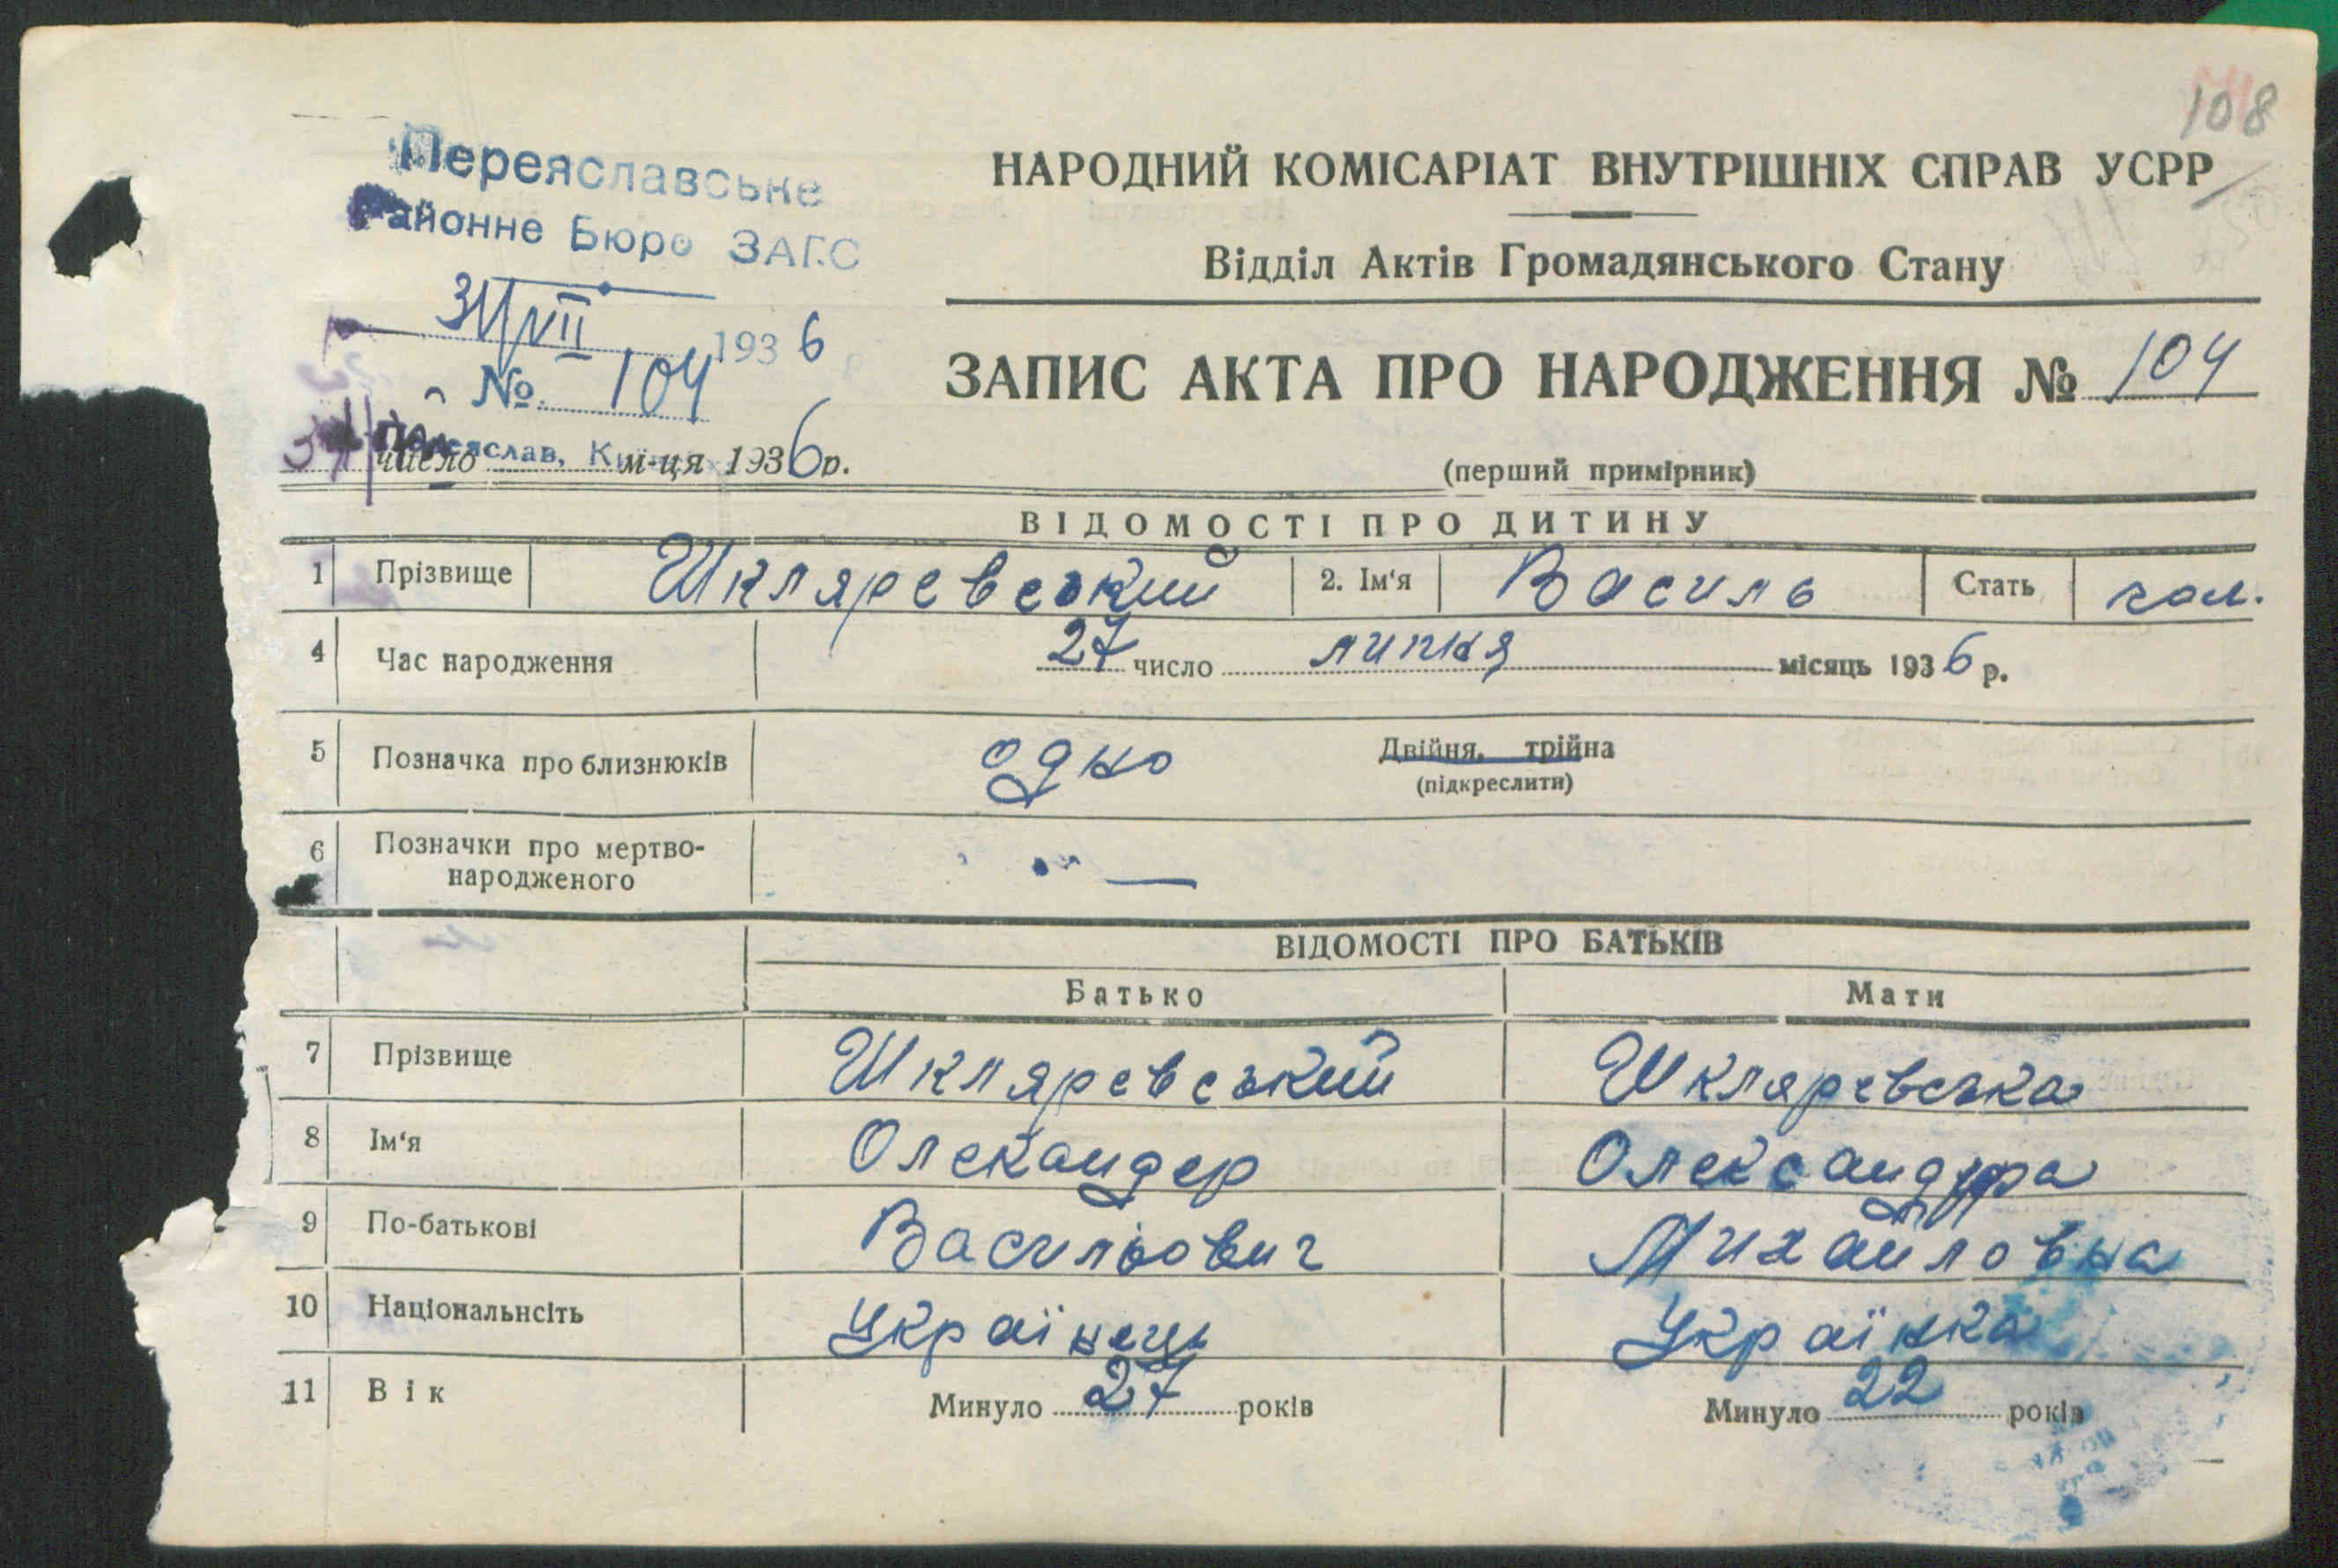 108
Переяславське
Районне Бюро ЗАГС
31/VII 1936
№ 104
Переяслав, Киї
31 число м-ця 1936 р.
НАРОДНИЙ КОМІСАРІАТ ВНУТРІШНІХ СПРАВ УСРР
Відділ Актів Громадянського Стану
ЗАПИС АКТА ПРО НАРОДЖЕННЯ № 104
(перший примірник)
ВІДОМОСТІ ПРО ДИТИНУ
1 Прізвище Шкляревський 2. Ім‘я Василь Стать чол.
4 Час народження 27 число липня місяць 1936 р.
5 Позначка про близнюків одно Двійня, трійна
(підкреслити)
6 Позначки про мертво-
народженого —
ВІДОМОСТІ ПРО БАТЬКІВ
Батько Мати
7 Прізвище Шкляревський Шкляревська
8 Ім‘я Олекандер Олександра
9 По-батькові Васильович Михайловна
10 Національнсіть Українець Українка
11 Вік Минуло 27 років Минуло 22 років